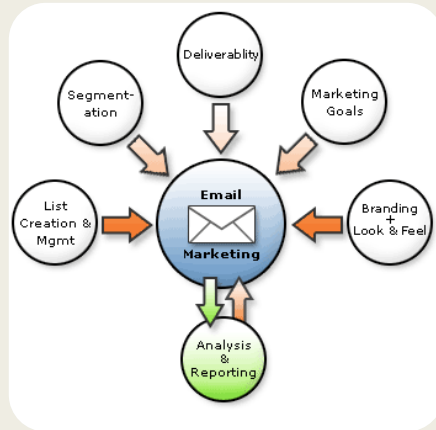 Deliverablity
Segment-
ation
Marketing
Goals
List
Creation &
Mgmt
Email
Marketing
Branding
+
Look & Feel
Analysis
&
Reporting